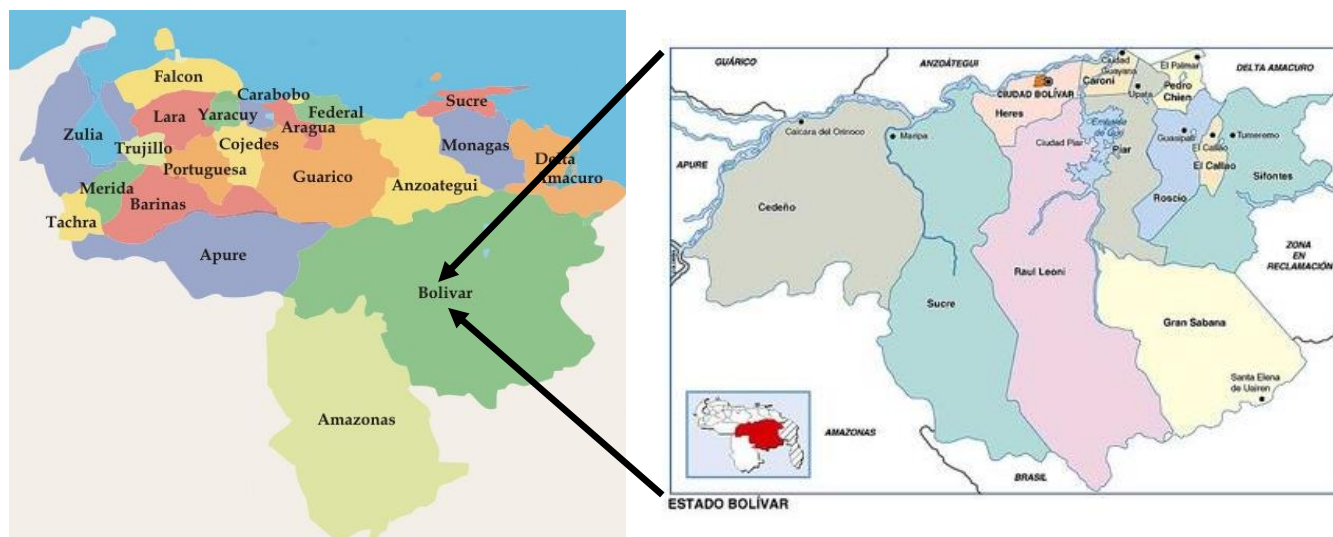 Falcon
Carabobo
Federal
Sucre
Lara
Yaracuy
Aragua
Zulia
Trujillo
Cojedes
Monagas
Delta
Amacuro
Portuguesa
Guarico
Anzoategui
Merida
Barinas
Tachra
Apure
Bolivar
Amazonas
GUÁRICO
ANZOÁTEGUI
Ciudad
Guayana
El Palmar
DELTA AMACURO
Caroni
Pedro
Chien
CIUDAD BOLÍVAR
Upata
Heres
Caicara del Orinoco
Maripa
Embalse
de Guri
Guasipati
Tumeremo
Ciudad Piar
Piar
El Callao
El Callao
APURE
Sifontes
Roscio
Cedeño
ZONA
EN
RECLAMACIÓN
Raul Leoni
Sucre
Gran Sabana
Santa Elena
de Uairen
AMAZONAS
BRASIL
ESTADO BOLÍVAR